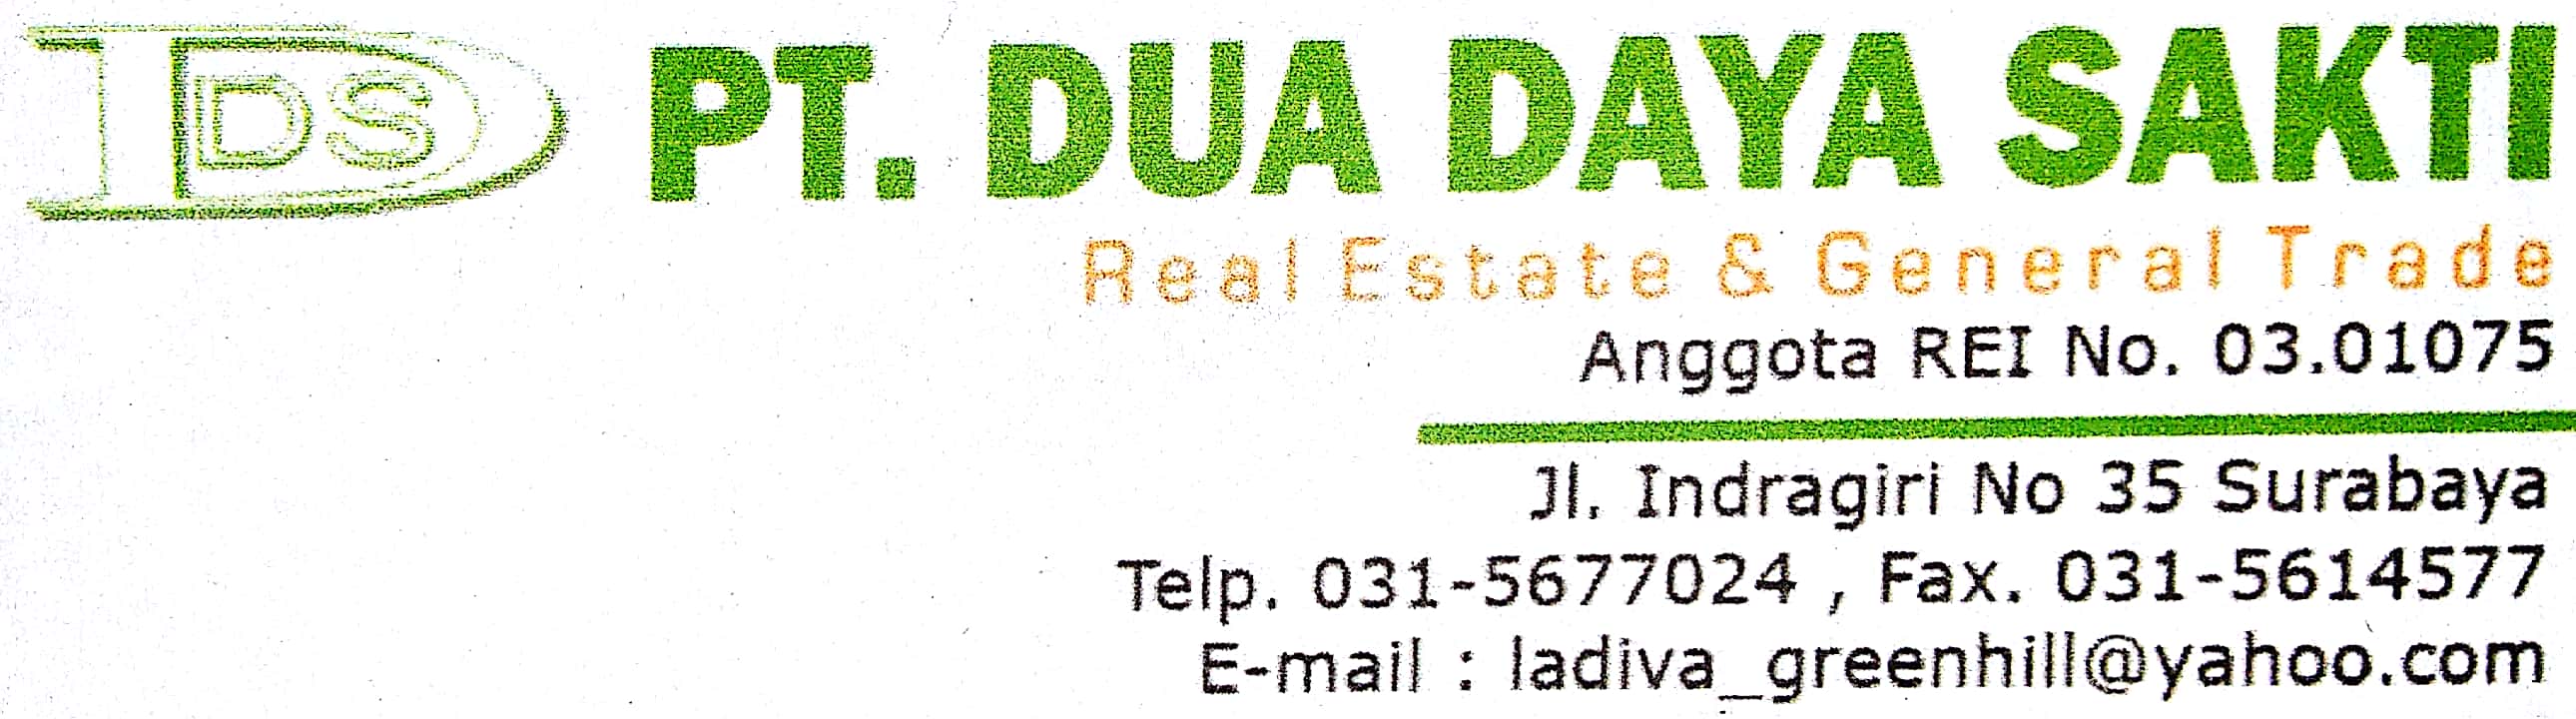 DDS PT. DUA DAYA SAKTI
Real Estate & General Trade
Anggota REI No. 03.01075
Jl. Indragiri No 35 Surabaya
Telp. 031-5677024 , Fax. 031-5614577
E-mail : ladiva_greenhill@yahoo.com